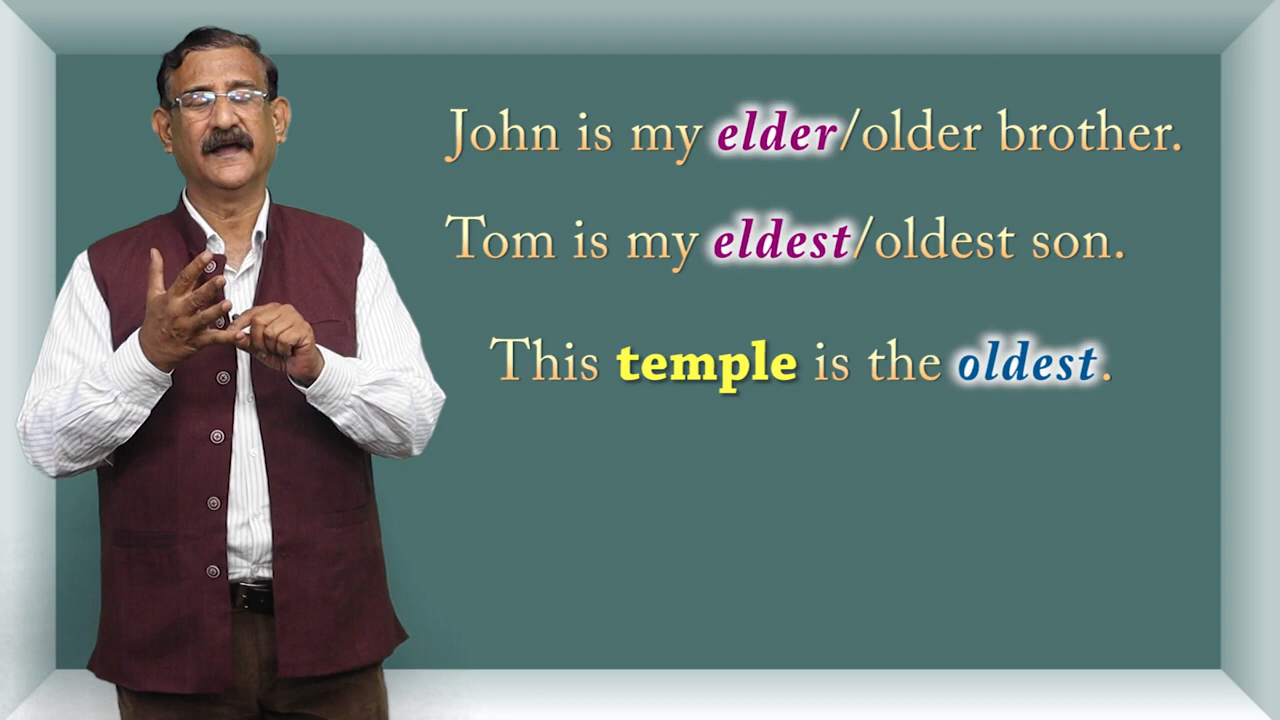 John is my elder/older brother.
Tom is my eldest/oldest son.
This temple is the oldest.